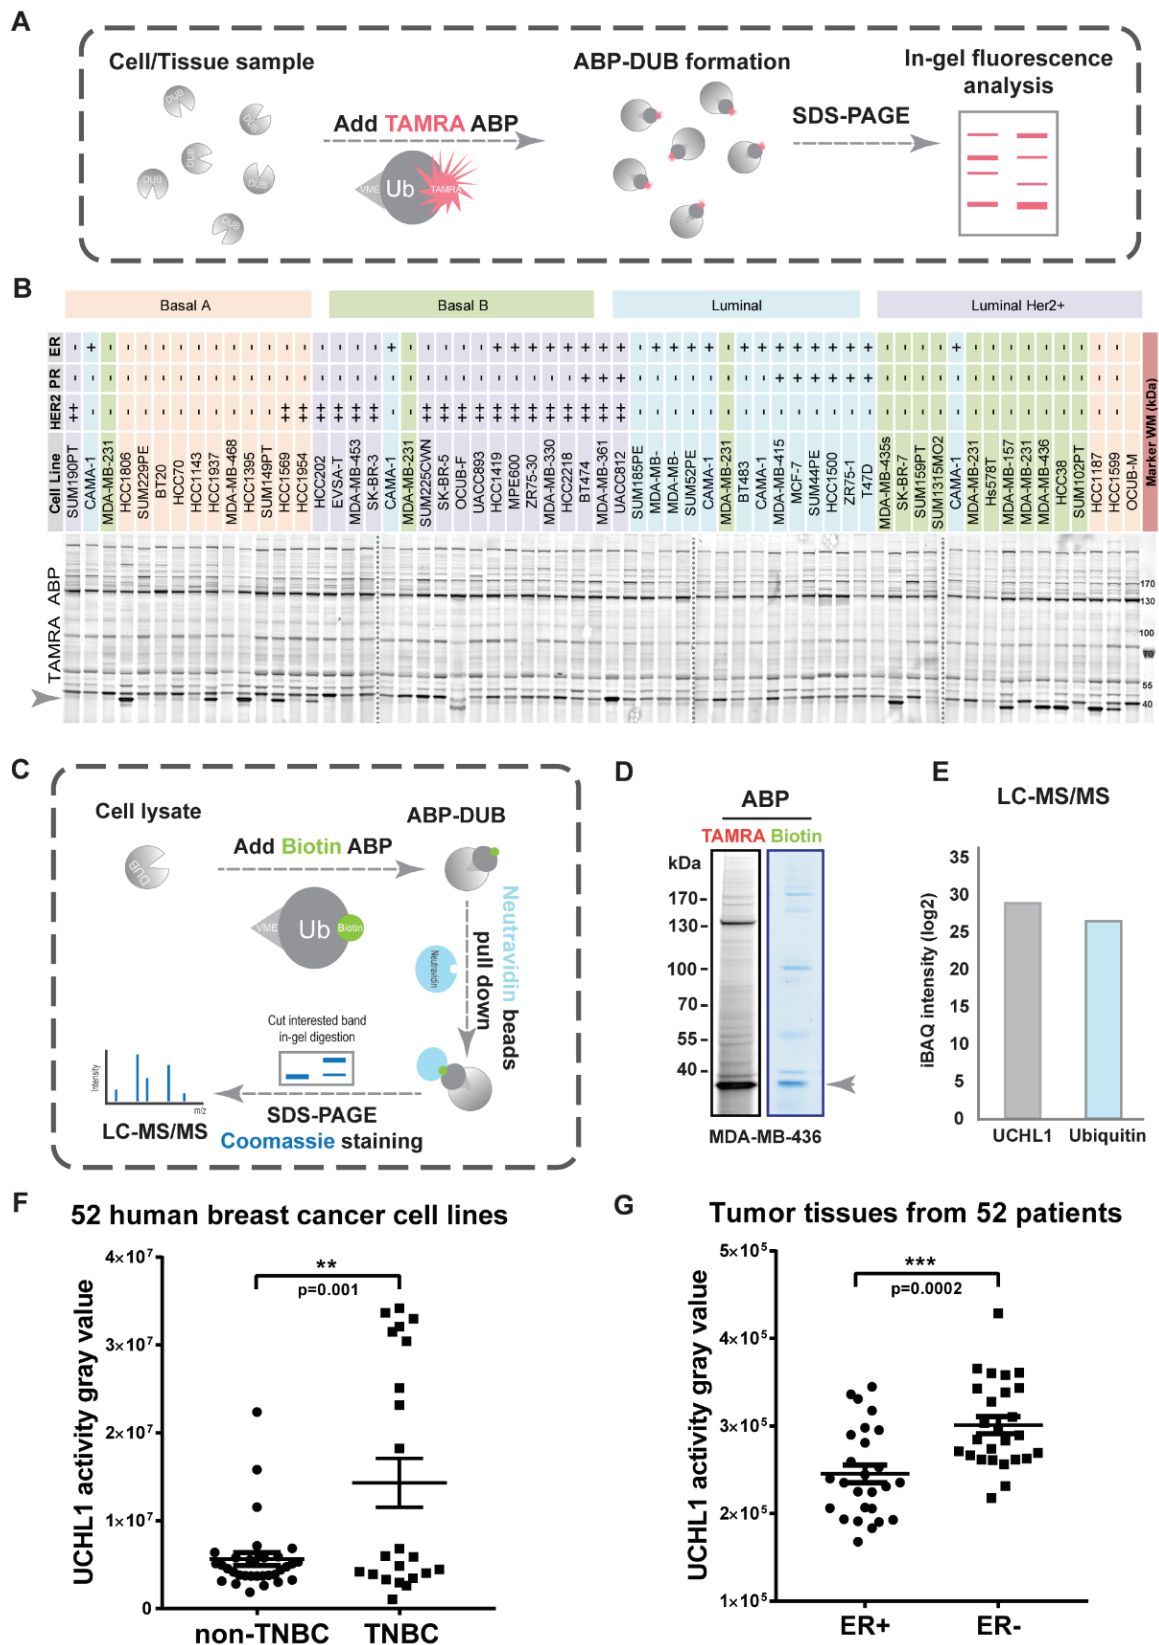 A
Cell/Tissue sample
ABP-DUB formation
In-gel fluorescence
analysis
DUB
DUB
DUB
DUB
DUB
DUB
Add TAMRA ABP
SDS-PAGE
VME Ub TAMRA
B
Basal A
Basal B
Luminal
Luminal Her2+
ER
- + - - - - - - - - - - - - - - - - + - - - - - + + + + + + + + - + + + + - + + + + + + + + - - - - + - - - - - - - - - -
PR
HER2
Cell Line
SUM190PT
CAMA-1
MDA-MB-231
HCC1806
SUM229PE
BT20
HCC70
HCC1143
HCC1937
MDA-MB-468
HCC1395
SUM149PT
HCC1569
HCC1954
HCC202
EVSA-T
MDA-MB-453
SK-BR-3
CAMA-1
MDA-MB-231
SUM225CWN
SK-BR-5
OCUB-F
UACC893
HCC1419
MPE600
ZR75-30
MDA-MB-330
HCC2218
BT474
MDA-MB-361
UACC812
SUM185PE
MDA-MB-
MDA-MB-
SUM52PE
CAMA-1
MDA-MB-231
BT483
CAMA-1
MDA-MB-415
MCF-7
SUM44PE
HCC1500
ZR75-1
T47D
MDA-MB-435s
SK-BR-7
SUM159PT
SUM1315MO2
CAMA-1
MDA-MB-231
Hs578T
MDA-MB-157
MDA-MB-231
MDA-MB-436
HCC38
SUM102PT
HCC1187
HCC1599
OCUB-M
Marker WM (kDa)
TAMRA ABP
170
130
100
70
55
40
C
Cell lysate
ABP-DUB
DUB
Add Biotin ABP
VME Ub Biotin
Neutravidin beads
pull down
Neutravidin
Cut interested band
in-gel digestion
Intensity
m/z
LC-MS/MS
SDS-PAGE
Coomassie staining
D
ABP
TAMRA Biotin
kDa
170
130
100
70
55
40
MDA-MB-436
E
LC-MS/MS
iBAQ intensity (log2)
35
30
25
20
15
10
5
0
UCHL1 Ubiquitin
F
52 human breast cancer cell lines
UCHL1 activity gray value
4×10⁷
3×10⁷
2×10⁷
1×10⁷
0
**
p=0.001
non-TNBC TNBC
G
Tumor tissues from 52 patients
UCHL1 activity gray value
5×10⁵
4×10⁵
3×10⁵
2×10⁵
1×10⁵
***
p=0.0002
ER+ ER-